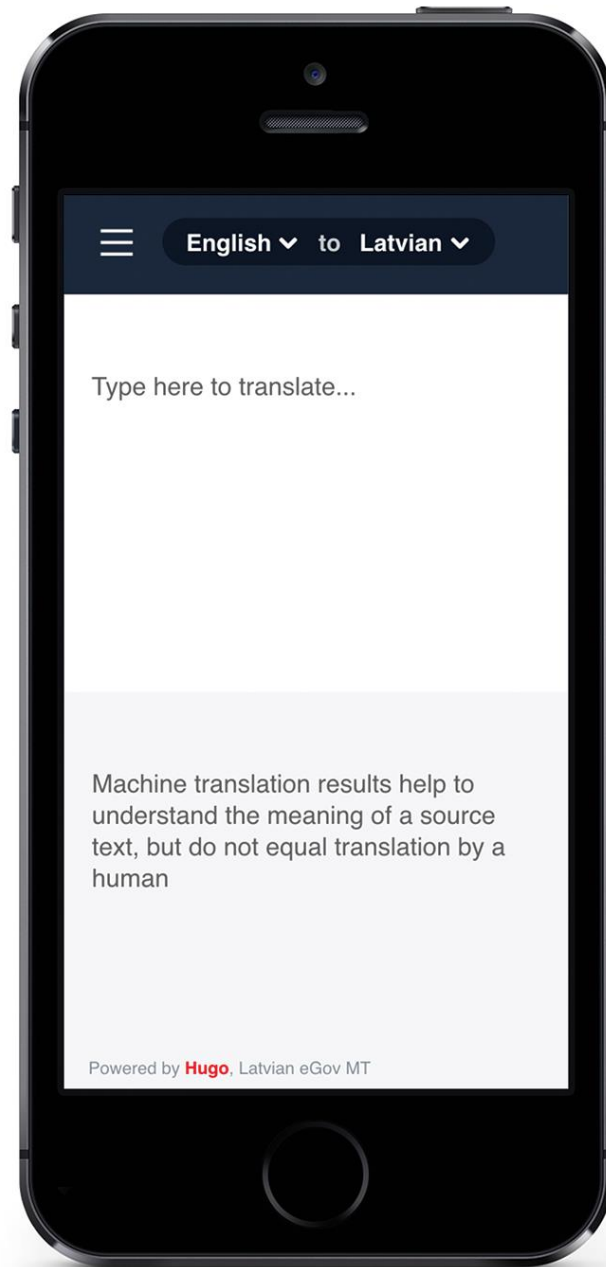 English to Latvian
Type here to translate...
Machine translation results help to
understand the meaning of a source
text, but do not equal translation by a
human
Powered by Hugo, Latvian eGov MT